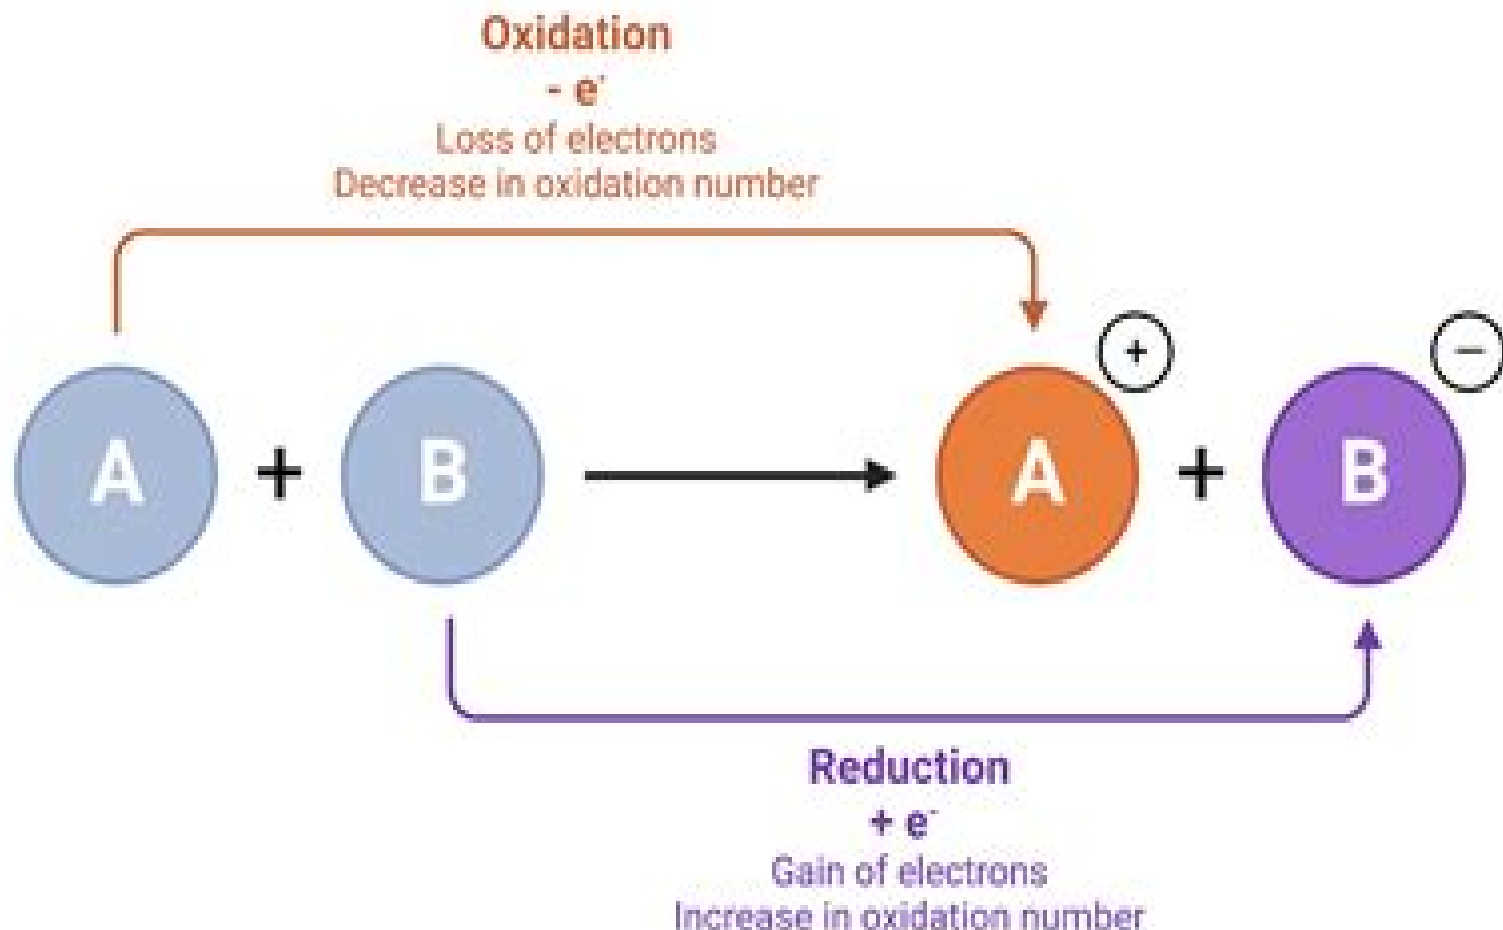 Oxidation
- e⁻
Loss of electrons
Decrease in oxidation number
+
−
A + B A + B
Reduction
+ e⁻
Gain of electrons
Increase in oxidation number